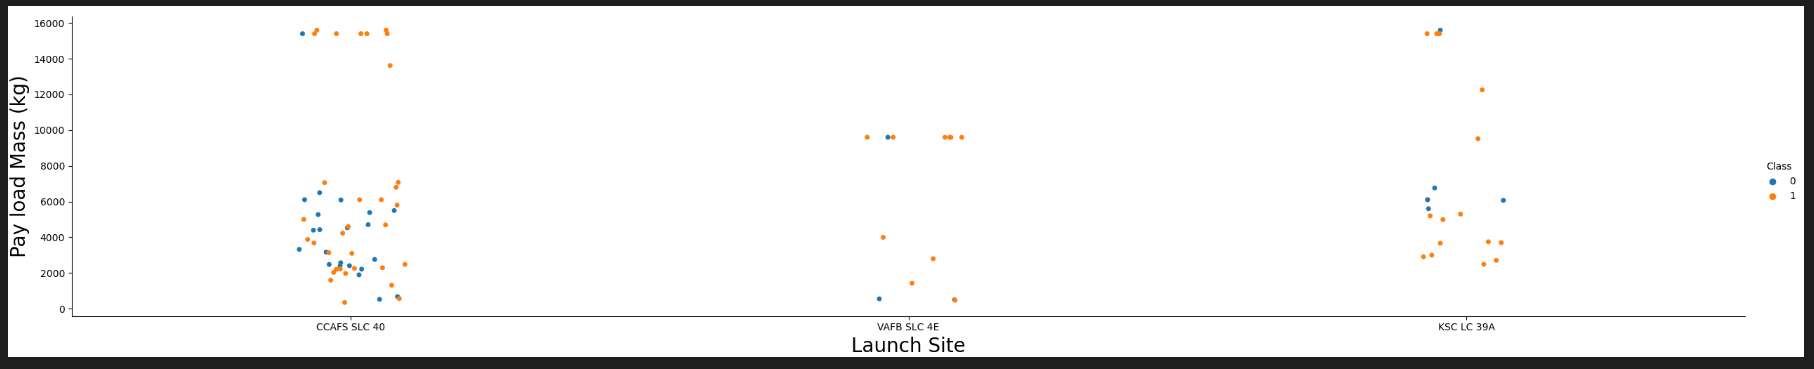 Pay load Mass (kg)
16000
14000
12000
10000
8000
6000
4000
2000
0
CCAFS SLC 40
VAFB SLC 4E
KSC LC 39A
Launch Site
Class
0
1